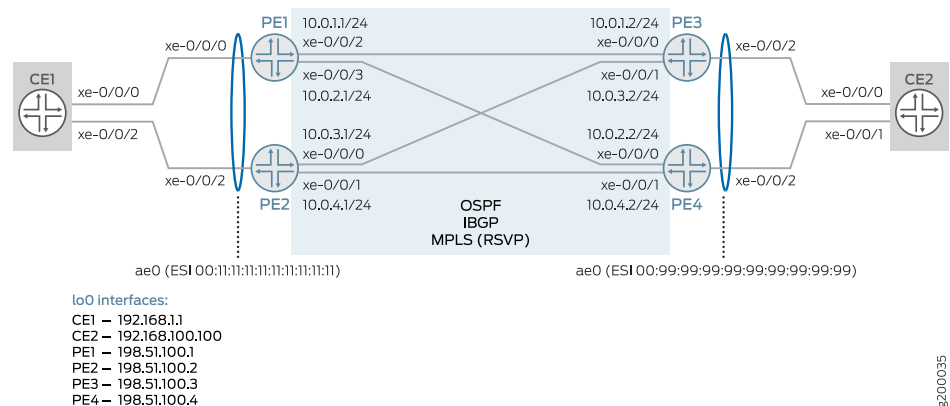 PE1
10.0.1.1/24
10.0.1.2/24
PE3
xe-0/0/0
xe-0/0/2
xe-0/0/0
xe-0/0/2
CE1
xe-0/0/0
xe-0/0/3
xe-0/0/1
xe-0/0/0
CE2
10.0.2.1/24
10.0.3.2/24
xe-0/0/2
10.0.3.1/24
10.0.2.2/24
xe-0/0/1
xe-0/0/0
xe-0/0/0
xe-0/0/2
xe-0/0/1
xe-0/0/1
xe-0/0/2
PE2
10.0.4.1/24
10.0.4.2/24
PE4
OSPF
IBGP
MPLS (RSVP)
ae0 (ESI 00:11:11:11:11:11:11:11:11:11)
ae0 (ESI 00:99:99:99:99:99:99:99:99:99)
lo0 interfaces:
CE1 – 192.168.1.1
CE2 – 192.168.100.100
PE1 – 198.51.100.1
PE2 – 198.51.100.2
PE3 – 198.51.100.3
PE4 – 198.51.100.4
g200035